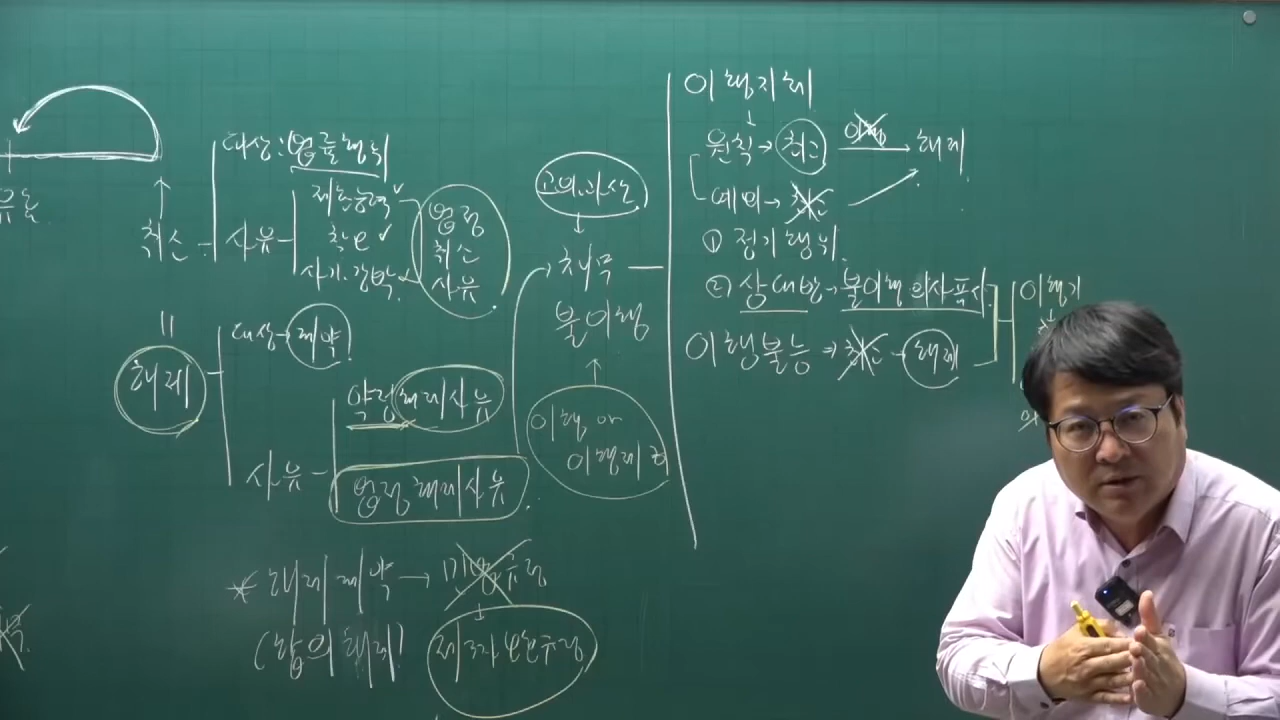 취소
대상: 법률행위
사유
제한능력
착오
사기·강박
법정
취소
사유
해제
대상→계약
사유
약정해제사유
법정해제사유
* 해제계약→
(합의해제)
제3자보호규정
고의·과실
채무
불이행
이행 or
이행제공
이행지체
원칙→최고
해제
예외→최고
① 정기행위
② 상대방→불이행 의사표시
이행불능→최고→해제
이행기